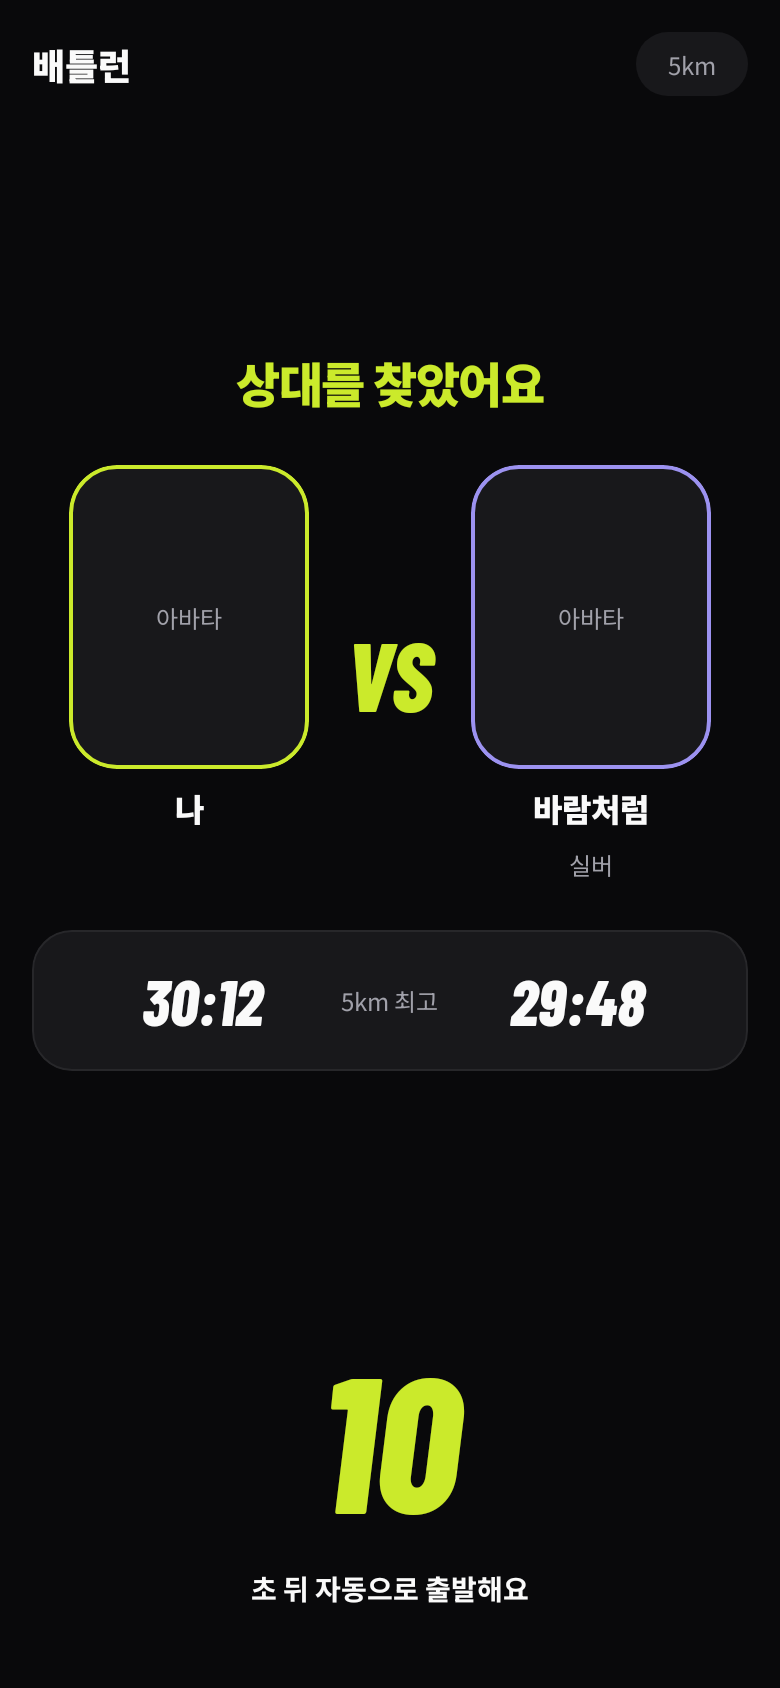 배틀런
5km
상대를 찾았어요
아바타
VS
아바타
나
바람처럼
실버
30:12
5km 최고
29:48
10
초 뒤 자동으로 출발해요